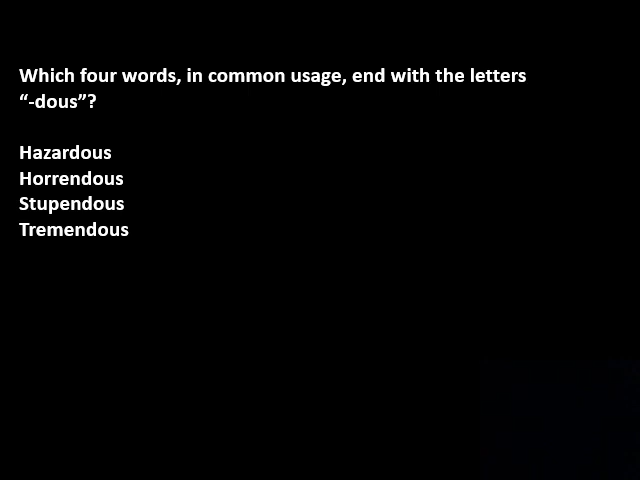 Which four words, in common usage, end with the letters
“-dous”?
Hazardous
Horrendous
Stupendous
Tremendous